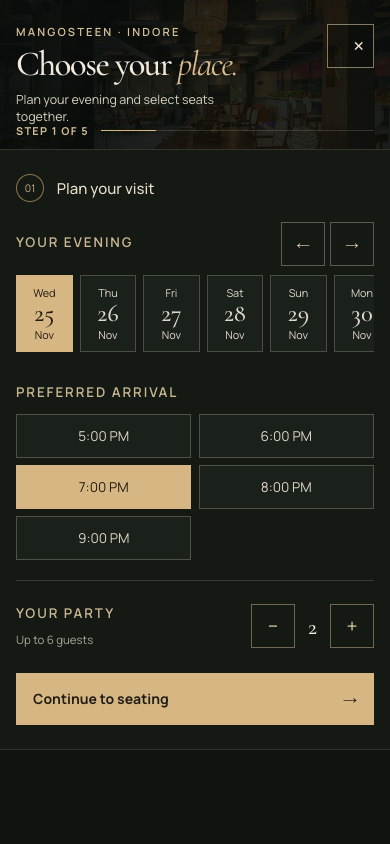 MANGOSTEEN · INDORE
×
Choose your place.
Plan your evening and select seats
together.
STEP 1 OF 5
01 Plan your visit
YOUR EVENING ← →
Wed Thu Fri Sat Sun Mon
25 26 27 28 29 30
Nov Nov Nov Nov Nov Nov
PREFERRED ARRIVAL
5:00 PM 6:00 PM
7:00 PM 8:00 PM
9:00 PM
YOUR PARTY
Up to 6 guests
− 2 +
Continue to seating →